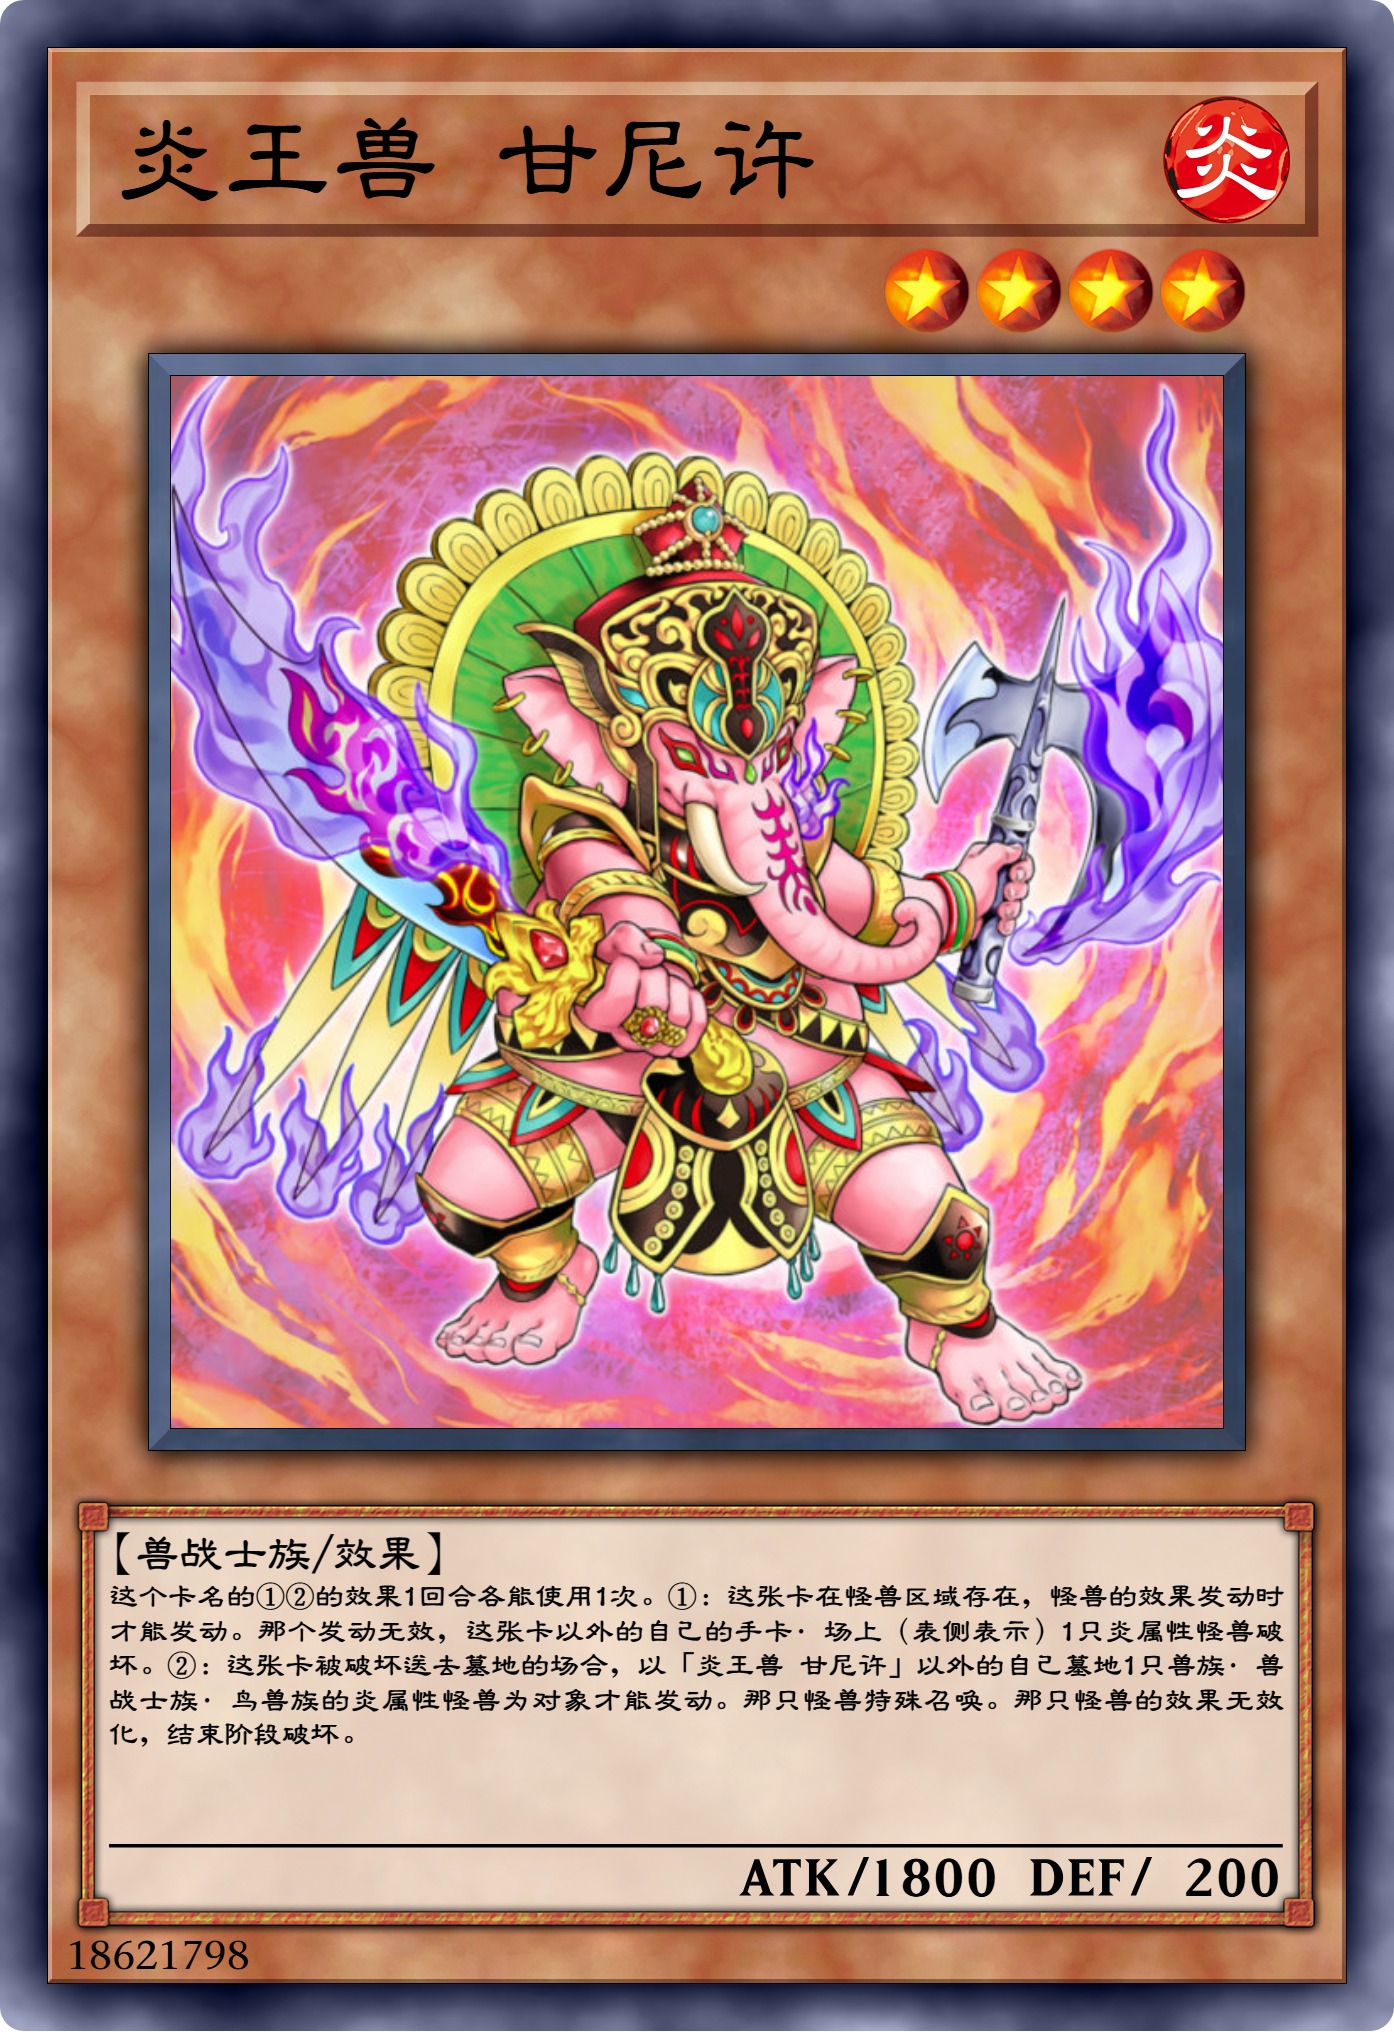 炎王兽 甘尼许
炎
【兽战士族/效果】
这个卡名的①②的效果1回合各能使用1次。①：这张卡在怪兽区域存在，怪兽的效果发动时
才能发动。那个发动无效，这张卡以外的自己的手卡·场上（表侧表示）1只炎属性怪兽破
坏。②：这张卡被破坏送去墓地的场合，以「炎王兽 甘尼许」以外的自己墓地1只兽族·兽
战士族·鸟兽族的炎属性怪兽为对象才能发动。那只怪兽特殊召唤。那只怪兽的效果无效
化，结束阶段破坏。
ATK/1800 DEF/ 200
18621798